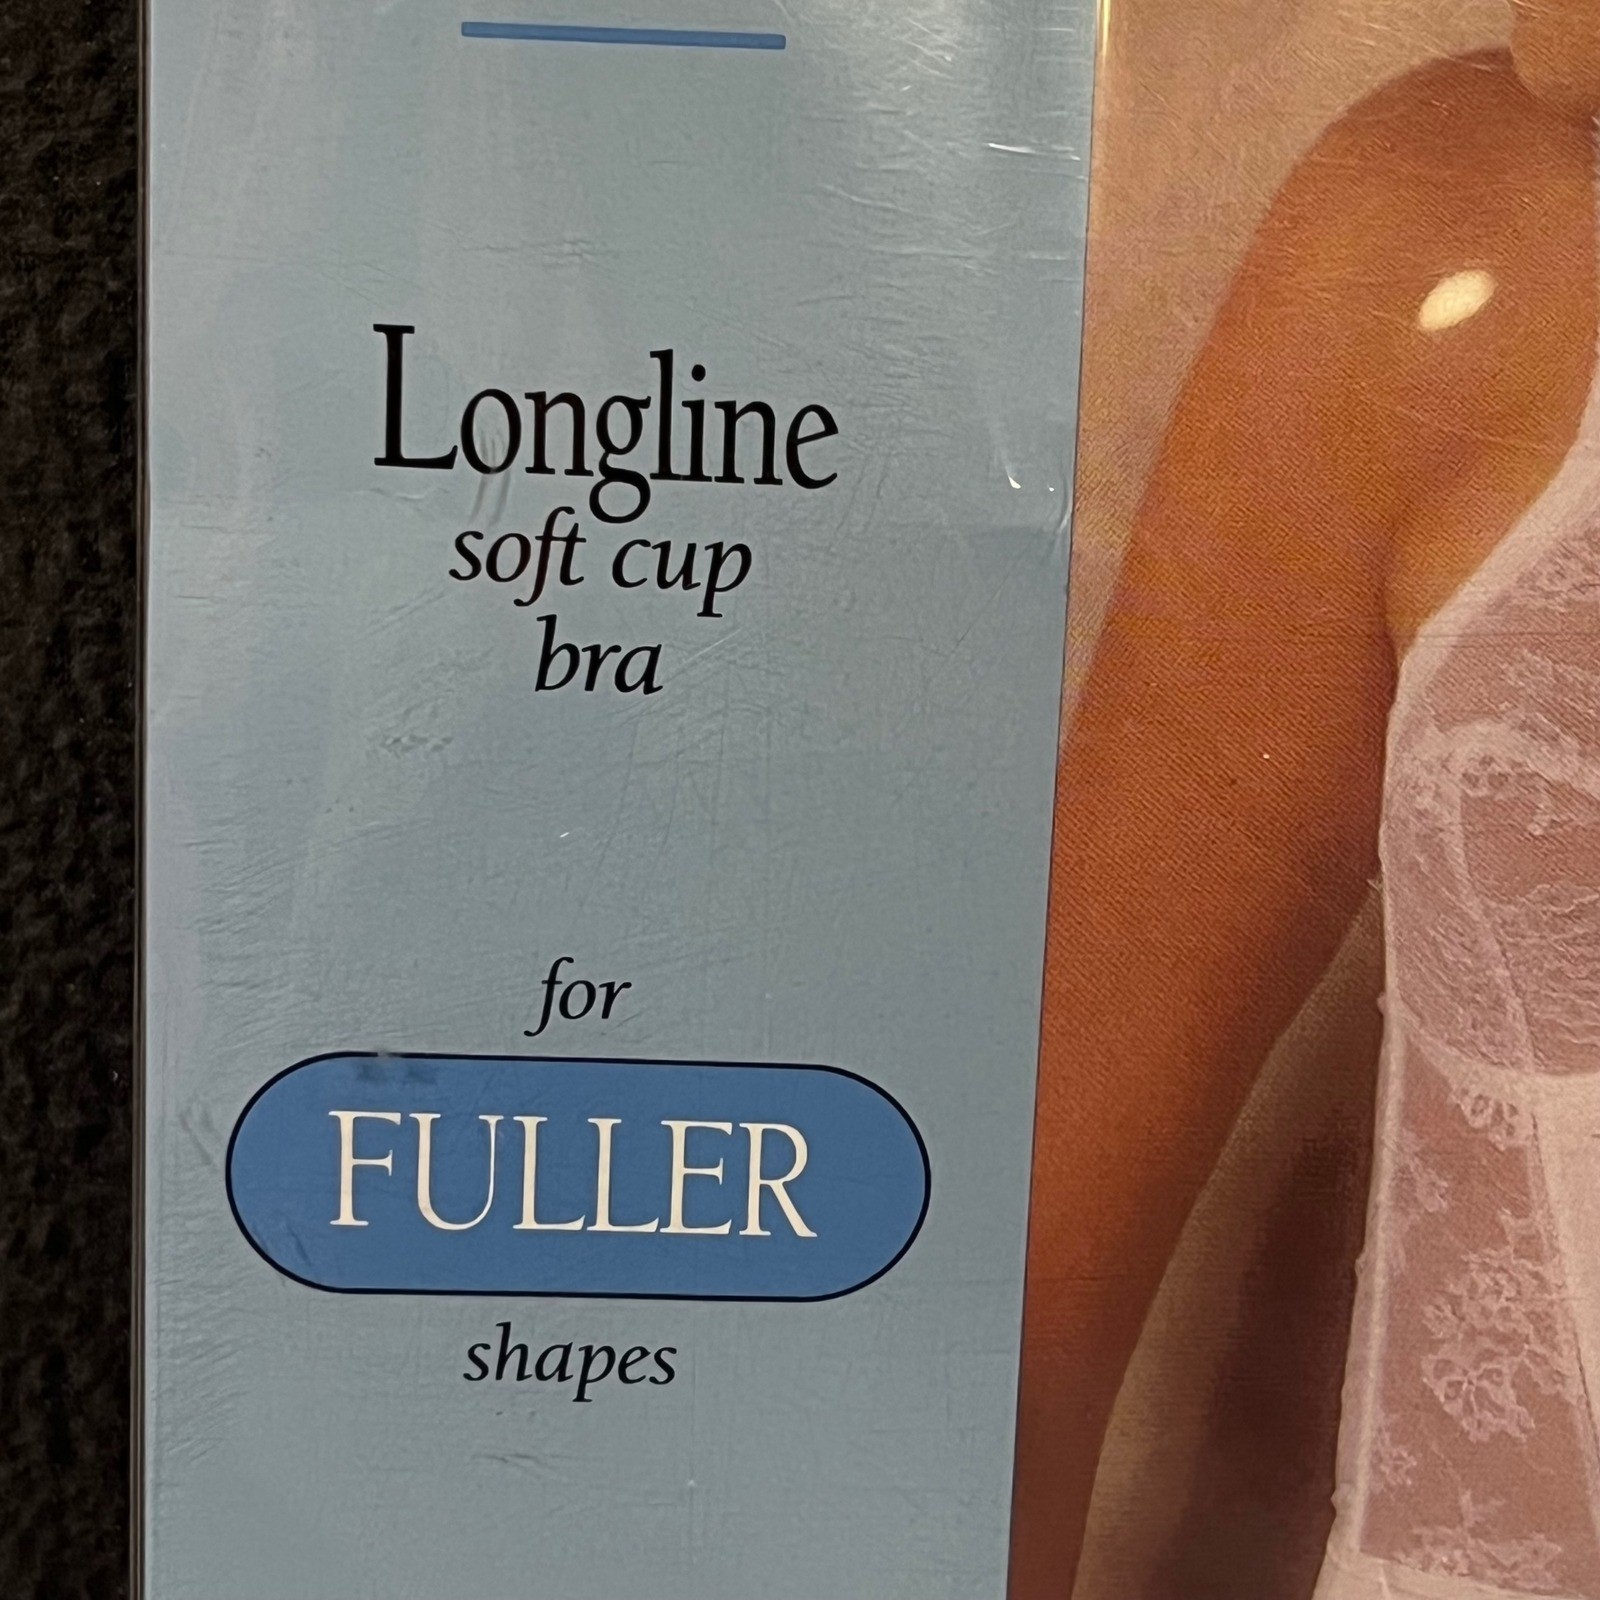 Longline
soft cup
bra
for
FULLER
shapes